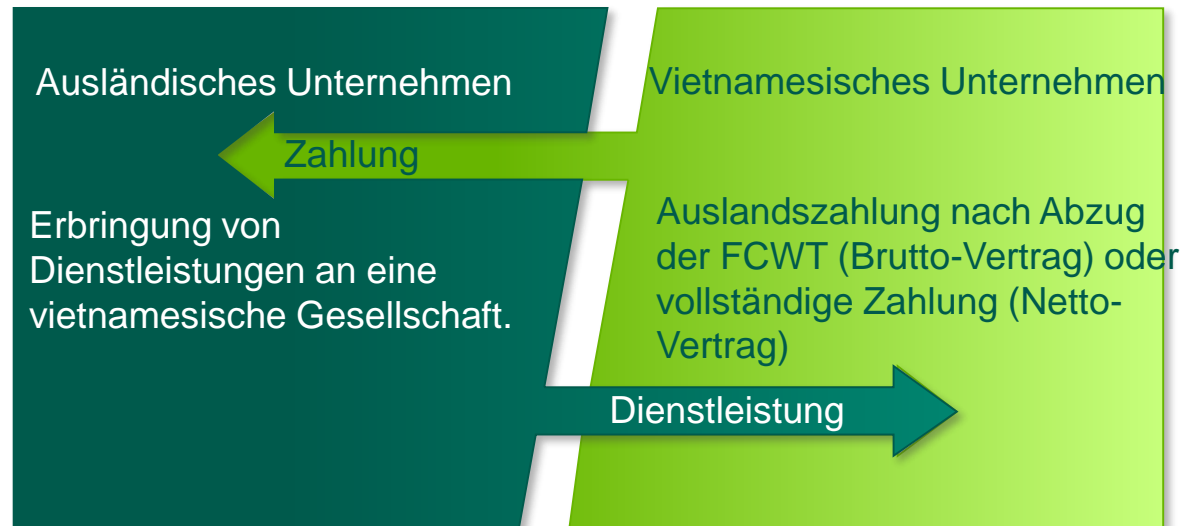 Ausländisches Unternehmen
Zahlung
Erbringung von
Dienstleistungen an eine
vietnamesische Gesellschaft.
Vietnamesisches Unternehmen
Auslandszahlung nach Abzug
der FCWT (Brutto-Vertrag) oder
vollständige Zahlung (Netto-
Vertrag)
Dienstleistung